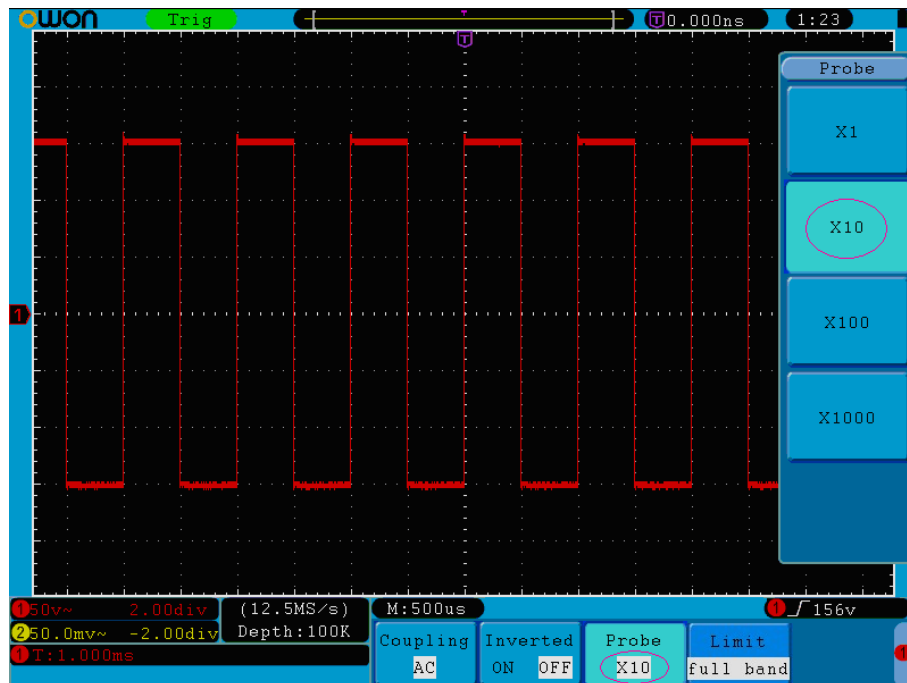 owon Trig T 0.000ns 1:23
T
Probe
X1
X10
1
X100
X1000
1 50v~ 2.00div (12.5MS/s) M:500us 1 156v
2 50.0mv~ -2.00div Depth:100K
1 T:1.000ms
Coupling Inverted Probe Limit
AC ON OFF X10 full band
1